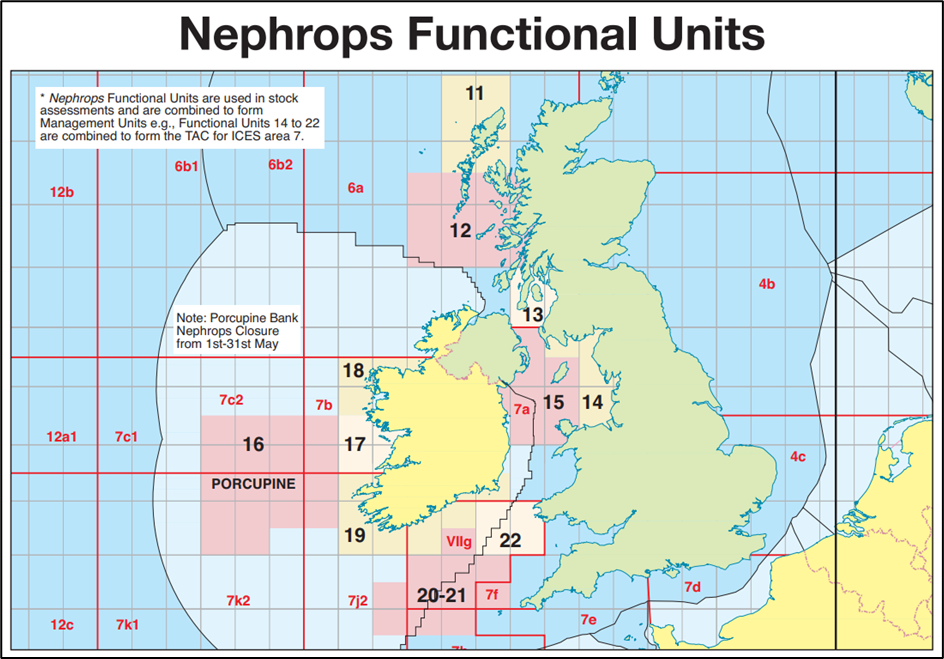 Nephrops Functional Units
* Nephrops Functional Units are used in stock
assessments and are combined to form
Management Units e.g., Functional Units 14 to 22
are combined to form the TAC for ICES area 7.
11
6b1
6b2
6a
12b
12
4b
Note: Porcupine Bank
Nephrops Closure
from 1st-31st May
13
18
7c2
7b
7a
15
14
12a1
7c1
16
17
4c
PORCUPINE
19
VIIg
22
7k2
7j2
20-21
7f
7d
12c
7k1
7e